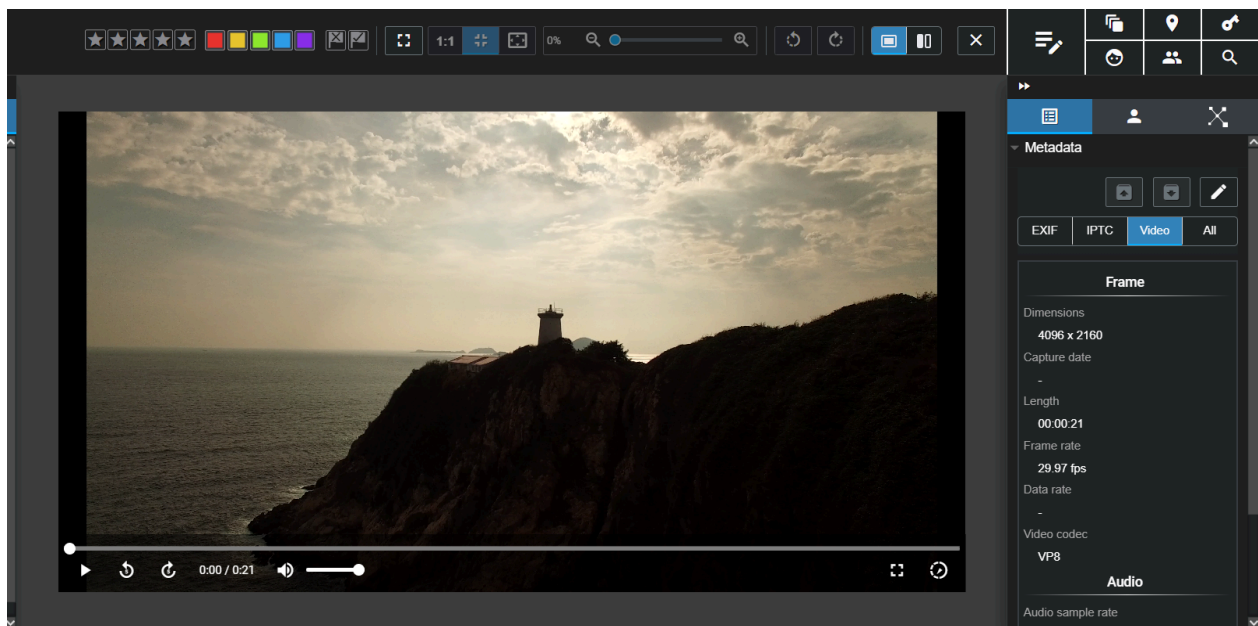 1:1
0%
Metadata
EXIF IPTC Video All
Frame
Dimensions
4096 x 2160
Capture date
-
Length
00:00:21
Frame rate
29.97 fps
Data rate
-
Video codec
VP8
Audio
Audio sample rate
0:00 / 0:21